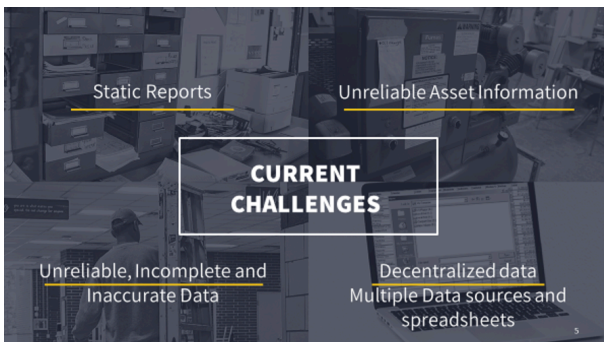 Static Reports
Unreliable Asset Information
CURRENT
CHALLENGES
Unreliable, Incomplete and
Inaccurate Data
Decentralized data
Multiple Data sources and
spreadsheets
5